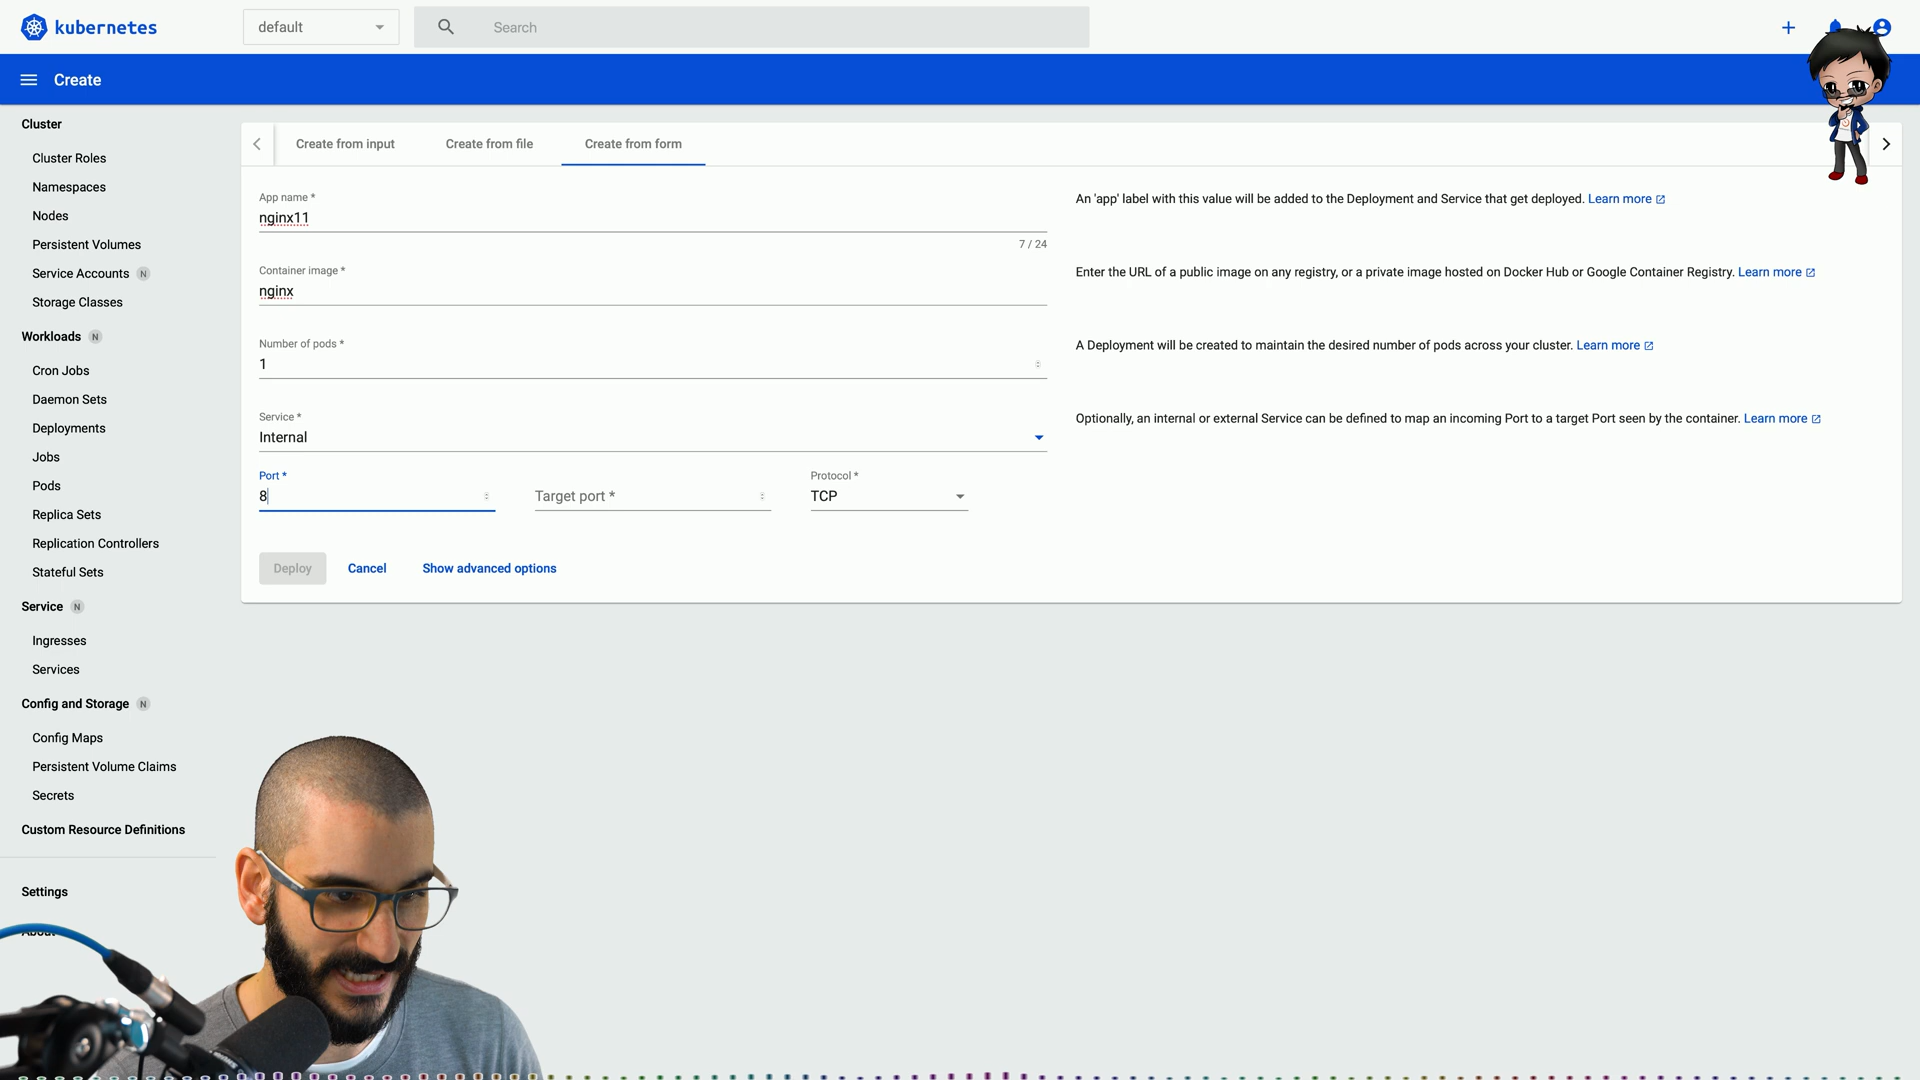 kubernetes
default
Search
Create
Cluster
Cluster Roles
Namespaces
Nodes
Persistent Volumes
Service Accounts N
Storage Classes
Workloads N
Cron Jobs
Daemon Sets
Deployments
Jobs
Pods
Replica Sets
Replication Controllers
Stateful Sets
Service N
Ingresses
Services
Config and Storage N
Config Maps
Persistent Volume Claims
Secrets
Custom Resource Definitions
Settings
About
Create from input
Create from file
Create from form
App name *
nginx11
7 / 24
An 'app' label with this value will be added to the Deployment and Service that get deployed. Learn more
Container image *
nginx
Enter the URL of a public image on any registry, or a private image hosted on Docker Hub or Google Container Registry. Learn more
Number of pods *
1
A Deployment will be created to maintain the desired number of pods across your cluster. Learn more
Service *
Internal
Optionally, an internal or external Service can be defined to map an incoming Port to a target Port seen by the container. Learn more
Port *
8
Target port *
Protocol *
TCP
Deploy
Cancel
Show advanced options